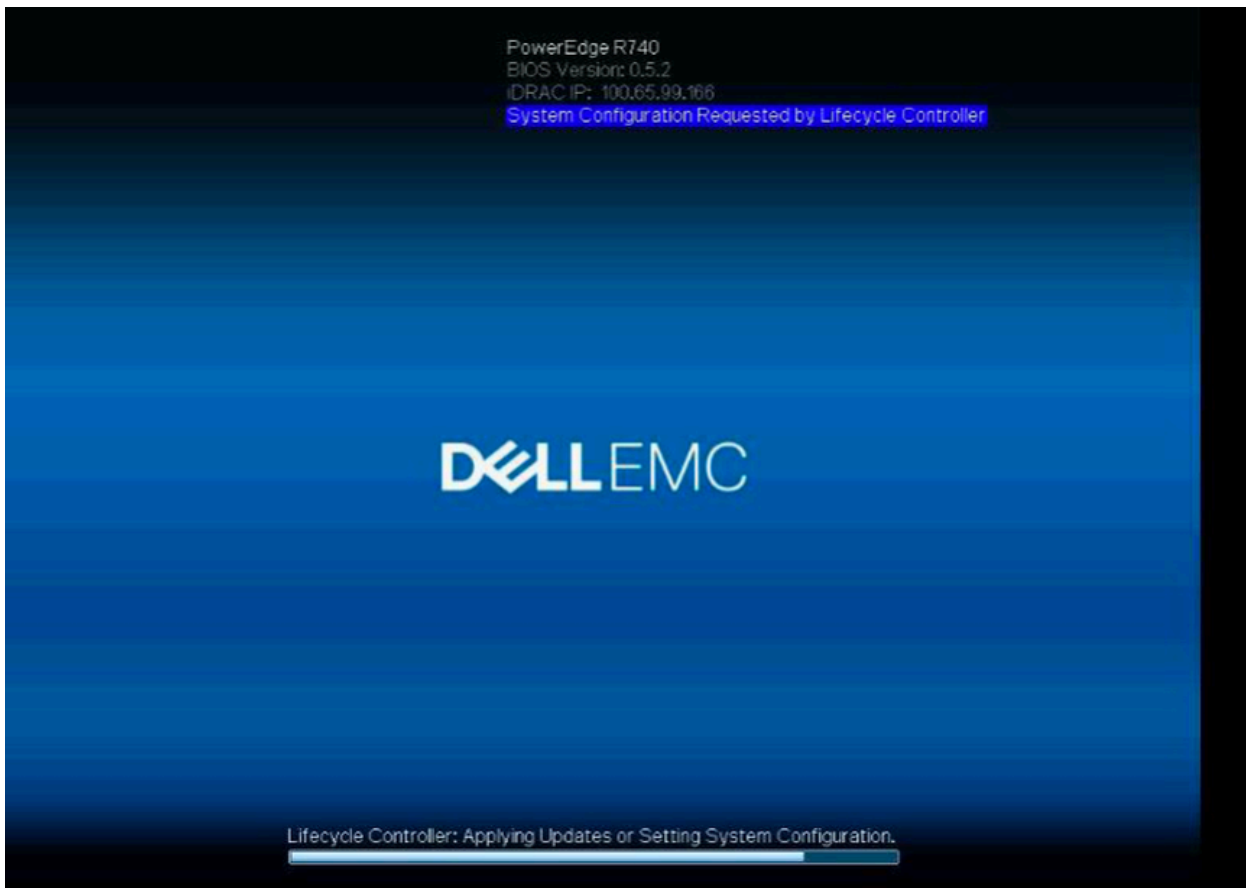 PowerEdge R740
BIOS Version: 0.5.2
iDRAC IP: 100.65.99.166
System Configuration Requested by Lifecycle Controller
DELLEMC
Lifecycle Controller: Applying Updates or Setting System Configuration.